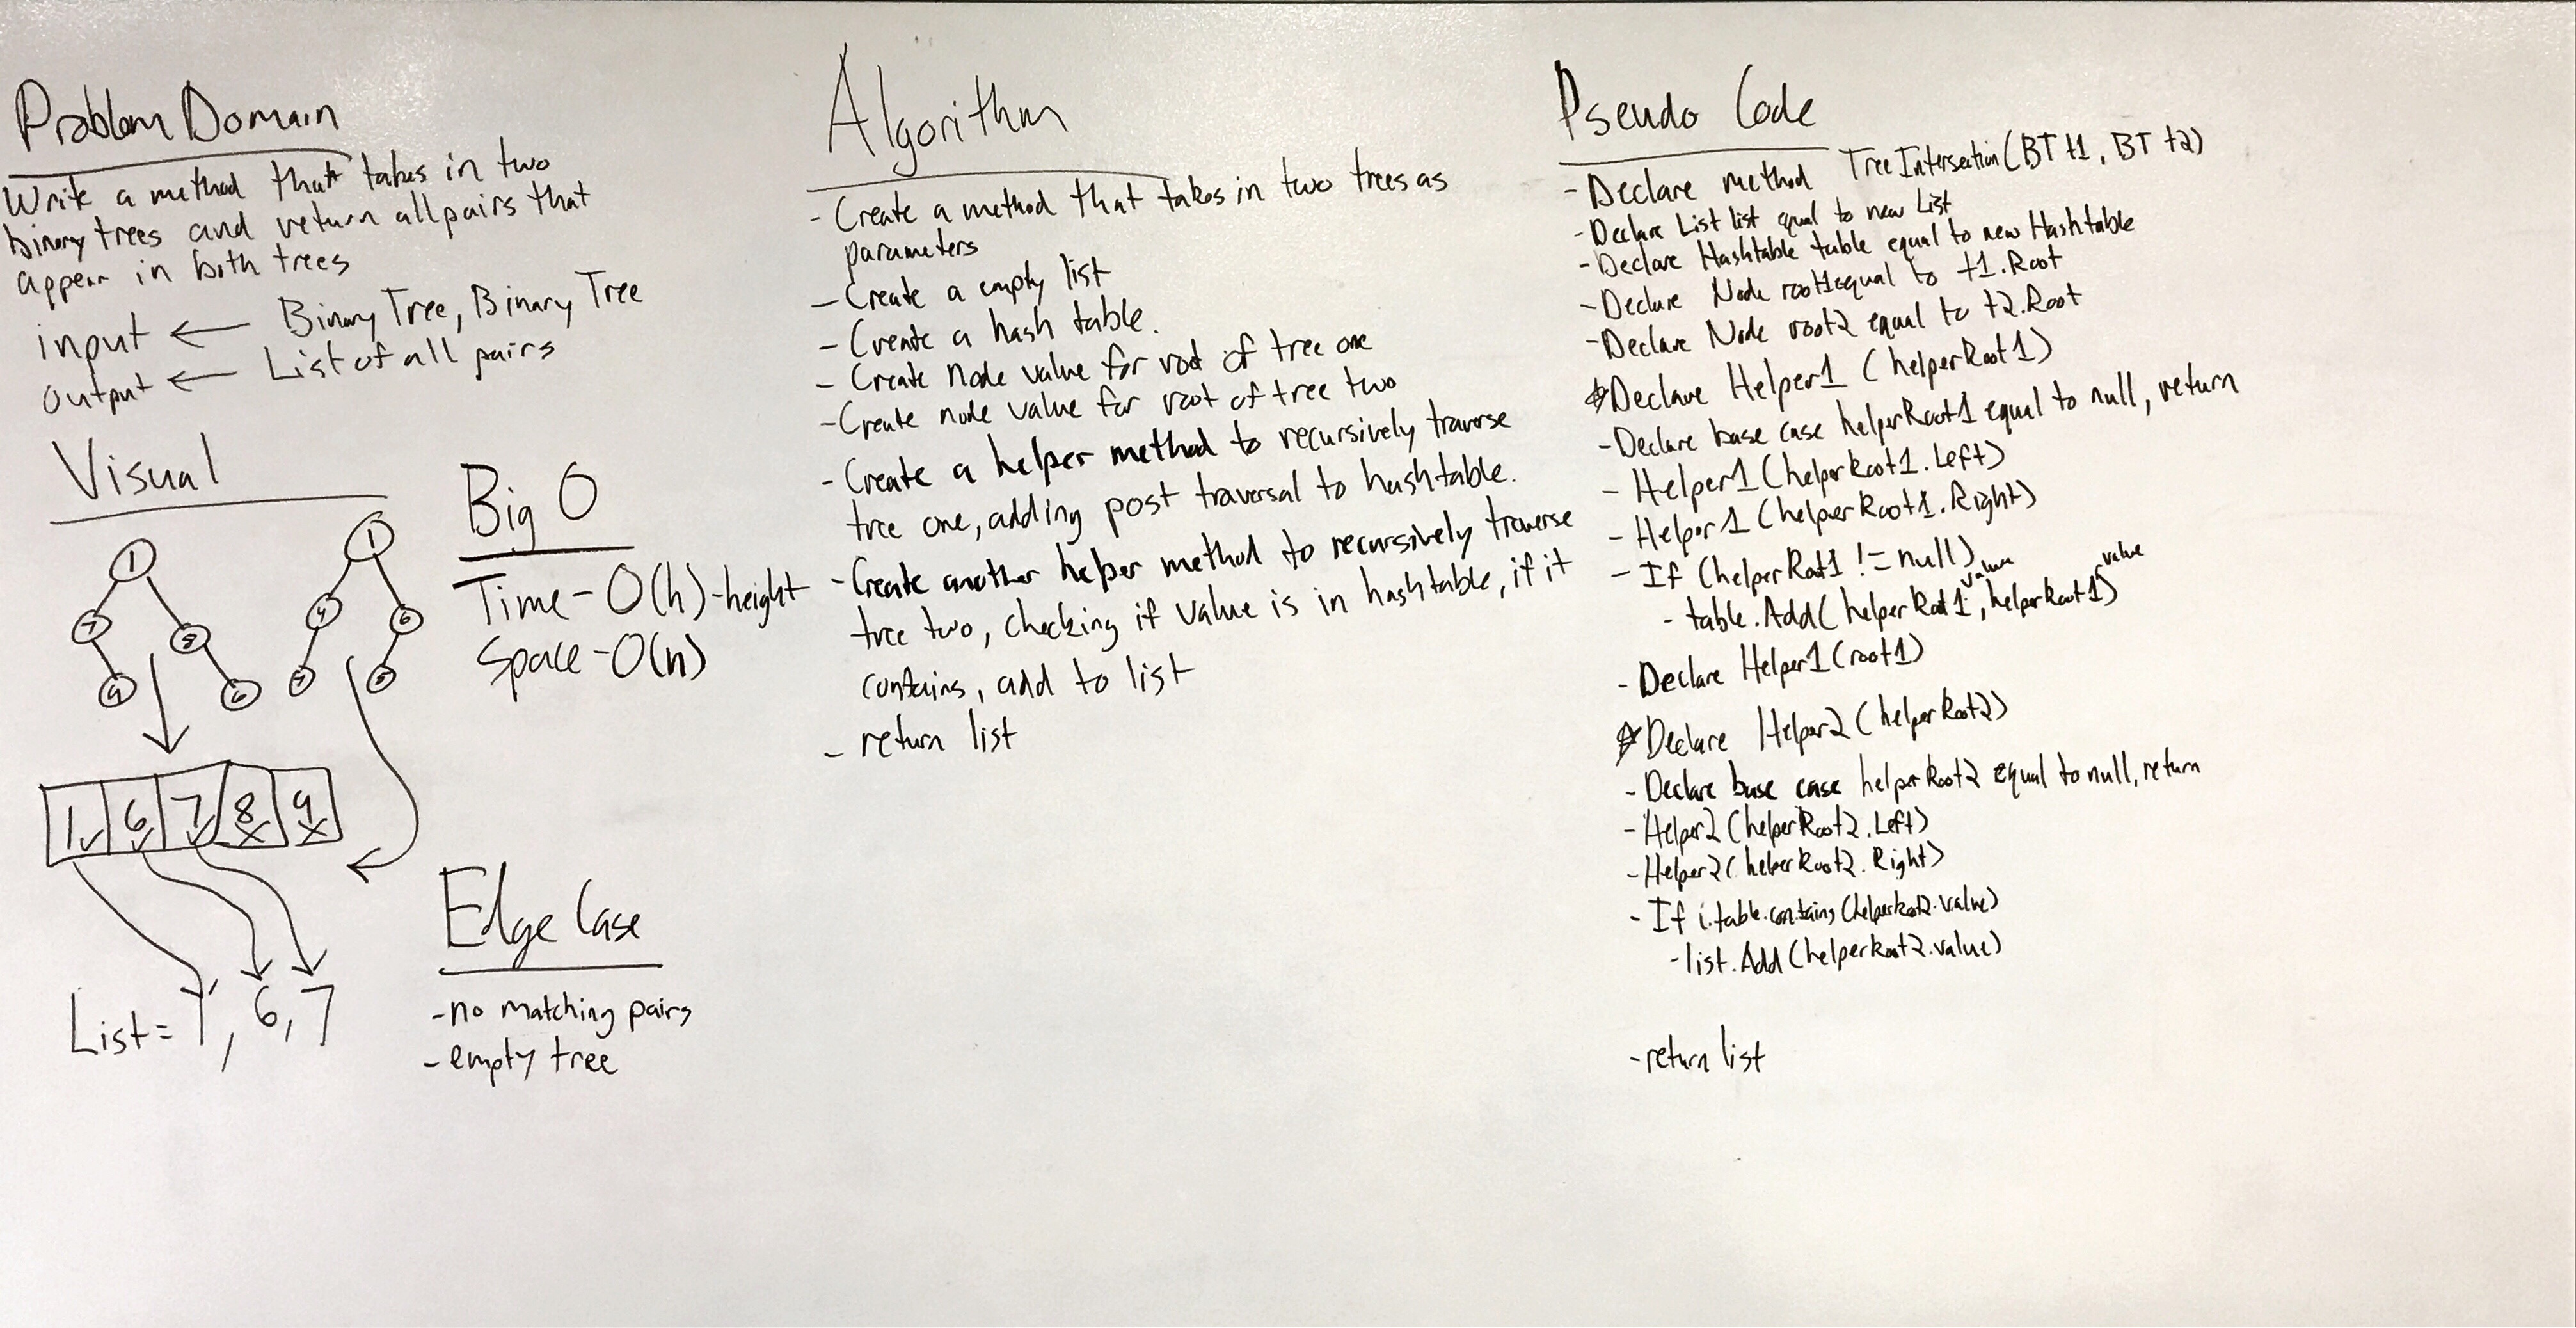 Problem Domain
Write a method that takes in two
binary trees and return all pairs that
appear in both trees
input ← Binary Tree, Binary Tree
output ← List of all pairs
Visual
1
7
9
6
1
4
6
7
1 6 7 8 9
List = 1, 6, 7
Big O
Time - O(h) - height
Space - O(n)
Edge Case
- no matching pairs
- empty tree
Algorithm
- Create a method that takes in two trees as
parameters
- Create a empty list
- Create a hash table.
- Create node value for root of tree one
- Create node value for root of tree two
- Create a helper method to recursively traverse
tree one, adding post traversal to hashtable.
- Create another helper method to recursively traverse
tree two, checking if value is in hashtable, if it
contains, add to list
- return list
Pseudo Code
- Declare method TreeIntersection(BT t1, BT t2)
- Declare List list equal to new List
- Declare Hashtable table equal to new Hashtable
- Declare Node root1 equal to t1.Root
- Declare Node root2 equal to t2.Root
Declare Helper1 (helperRoot1)
- Declare base case helperRoot1 equal to null, return
- Helper1 (helperRoot1.Left)
- Helper1 (helperRoot1.Right)
- If (helperRoot1 != null)
- table.Add(helperRoot1.value, helperRoot1.value)
- Declare Helper1(root1)
Declare Helper2 (helperRoot2)
- Declare base case helperRoot2 equal to null, return
- Helper2 (helperRoot2.Left)
- Helper2 (helperRoot2.Right)
- If i.table.contains(helperRoot2.value)
- list.Add (helperRoot2.value)
- return list